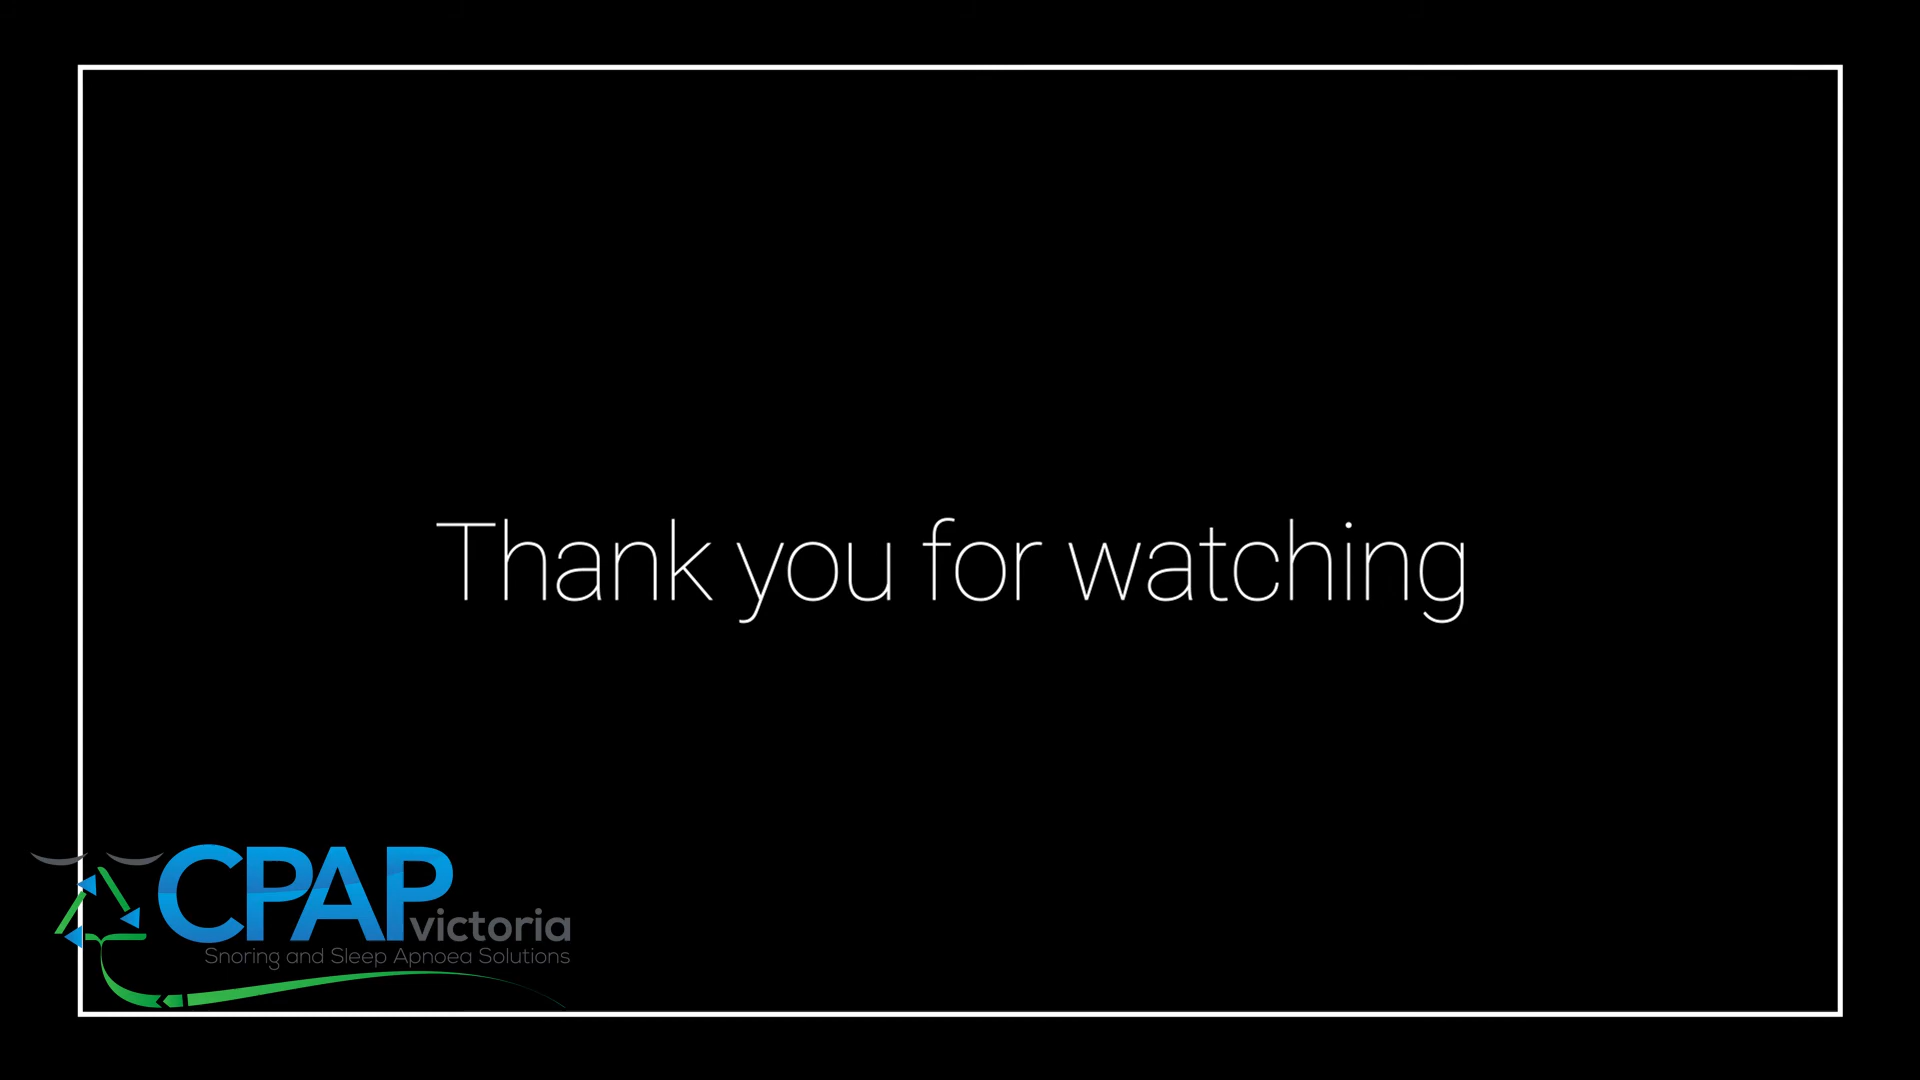 Thank you for watching
CPAP
victoria
Snoring and Sleep Apnoea Solutions